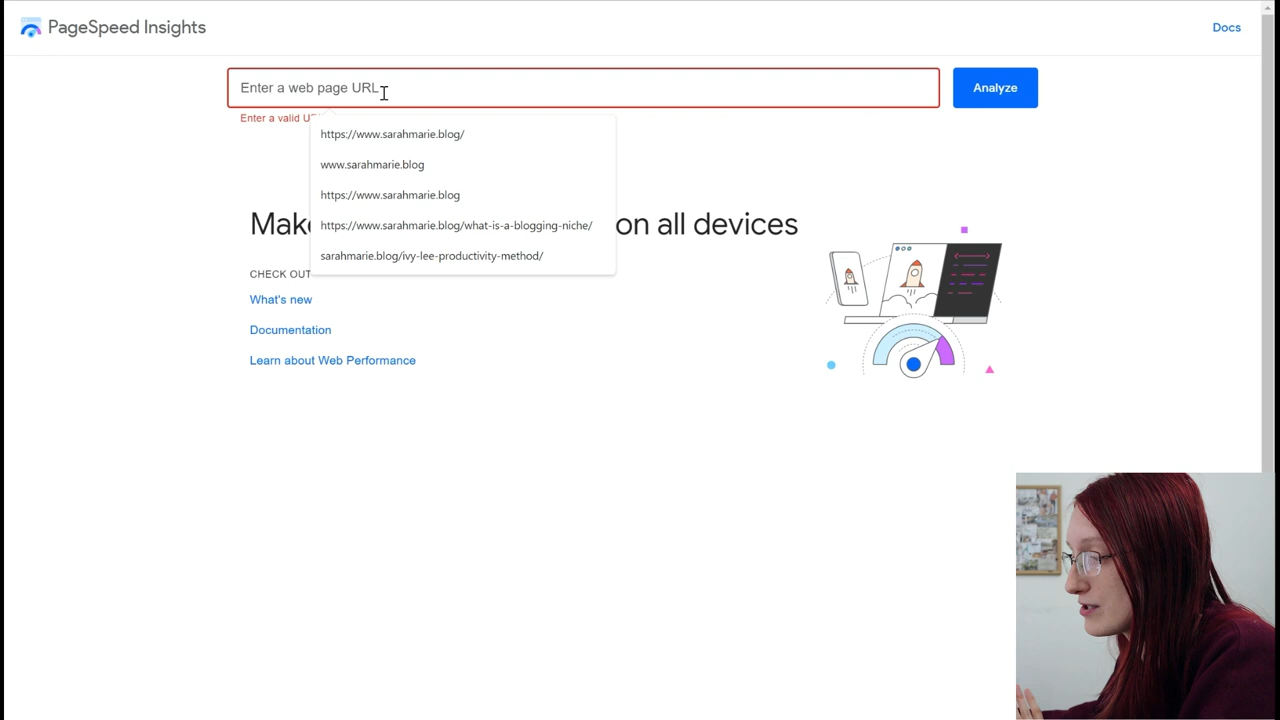 PageSpeed Insights
Docs
Enter a web page URL
Analyze
Enter a valid
https://www.sarahmarie.blog/
www.sarahmarie.blog
https://www.sarahmarie.blog
https://www.sarahmarie.blog/what-is-a-blogging-niche/
sarahmarie.blog/ivy-lee-productivity-method/
on all devices
CHECK OUT
What's new
Documentation
Learn about Web Performance